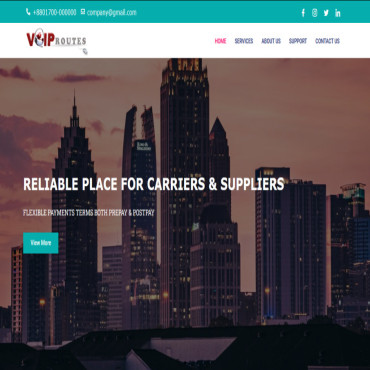 +8801700-000000 company@gmail.com
VOIP ROUTES
HOME SERVICES ABOUT US SUPPORT CONTACT US
RELIABLE PLACE FOR CARRIERS & SUPPLIERS
FLEXIBLE PAYMENTS TERMS BOTH PREPAY & POSTPAY
View More